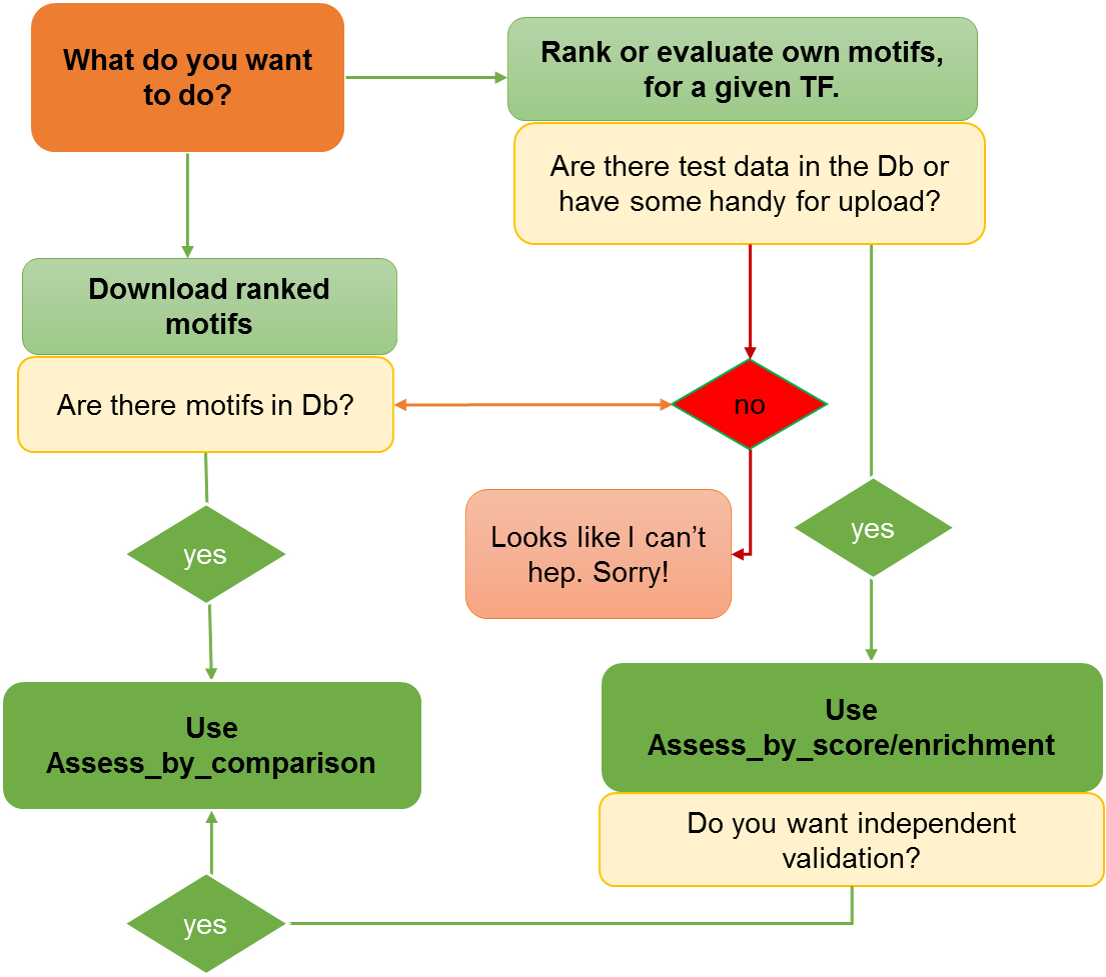 What do you want
to do?
Rank or evaluate own motifs,
for a given TF.
Are there test data in the Db or
have some handy for upload?
Download ranked
motifs
Are there motifs in Db?
no
yes
Looks like I can’t
hep. Sorry!
yes
Use
Assess_by_comparison
Use
Assess_by_score/enrichment
Do you want independent
validation?
yes